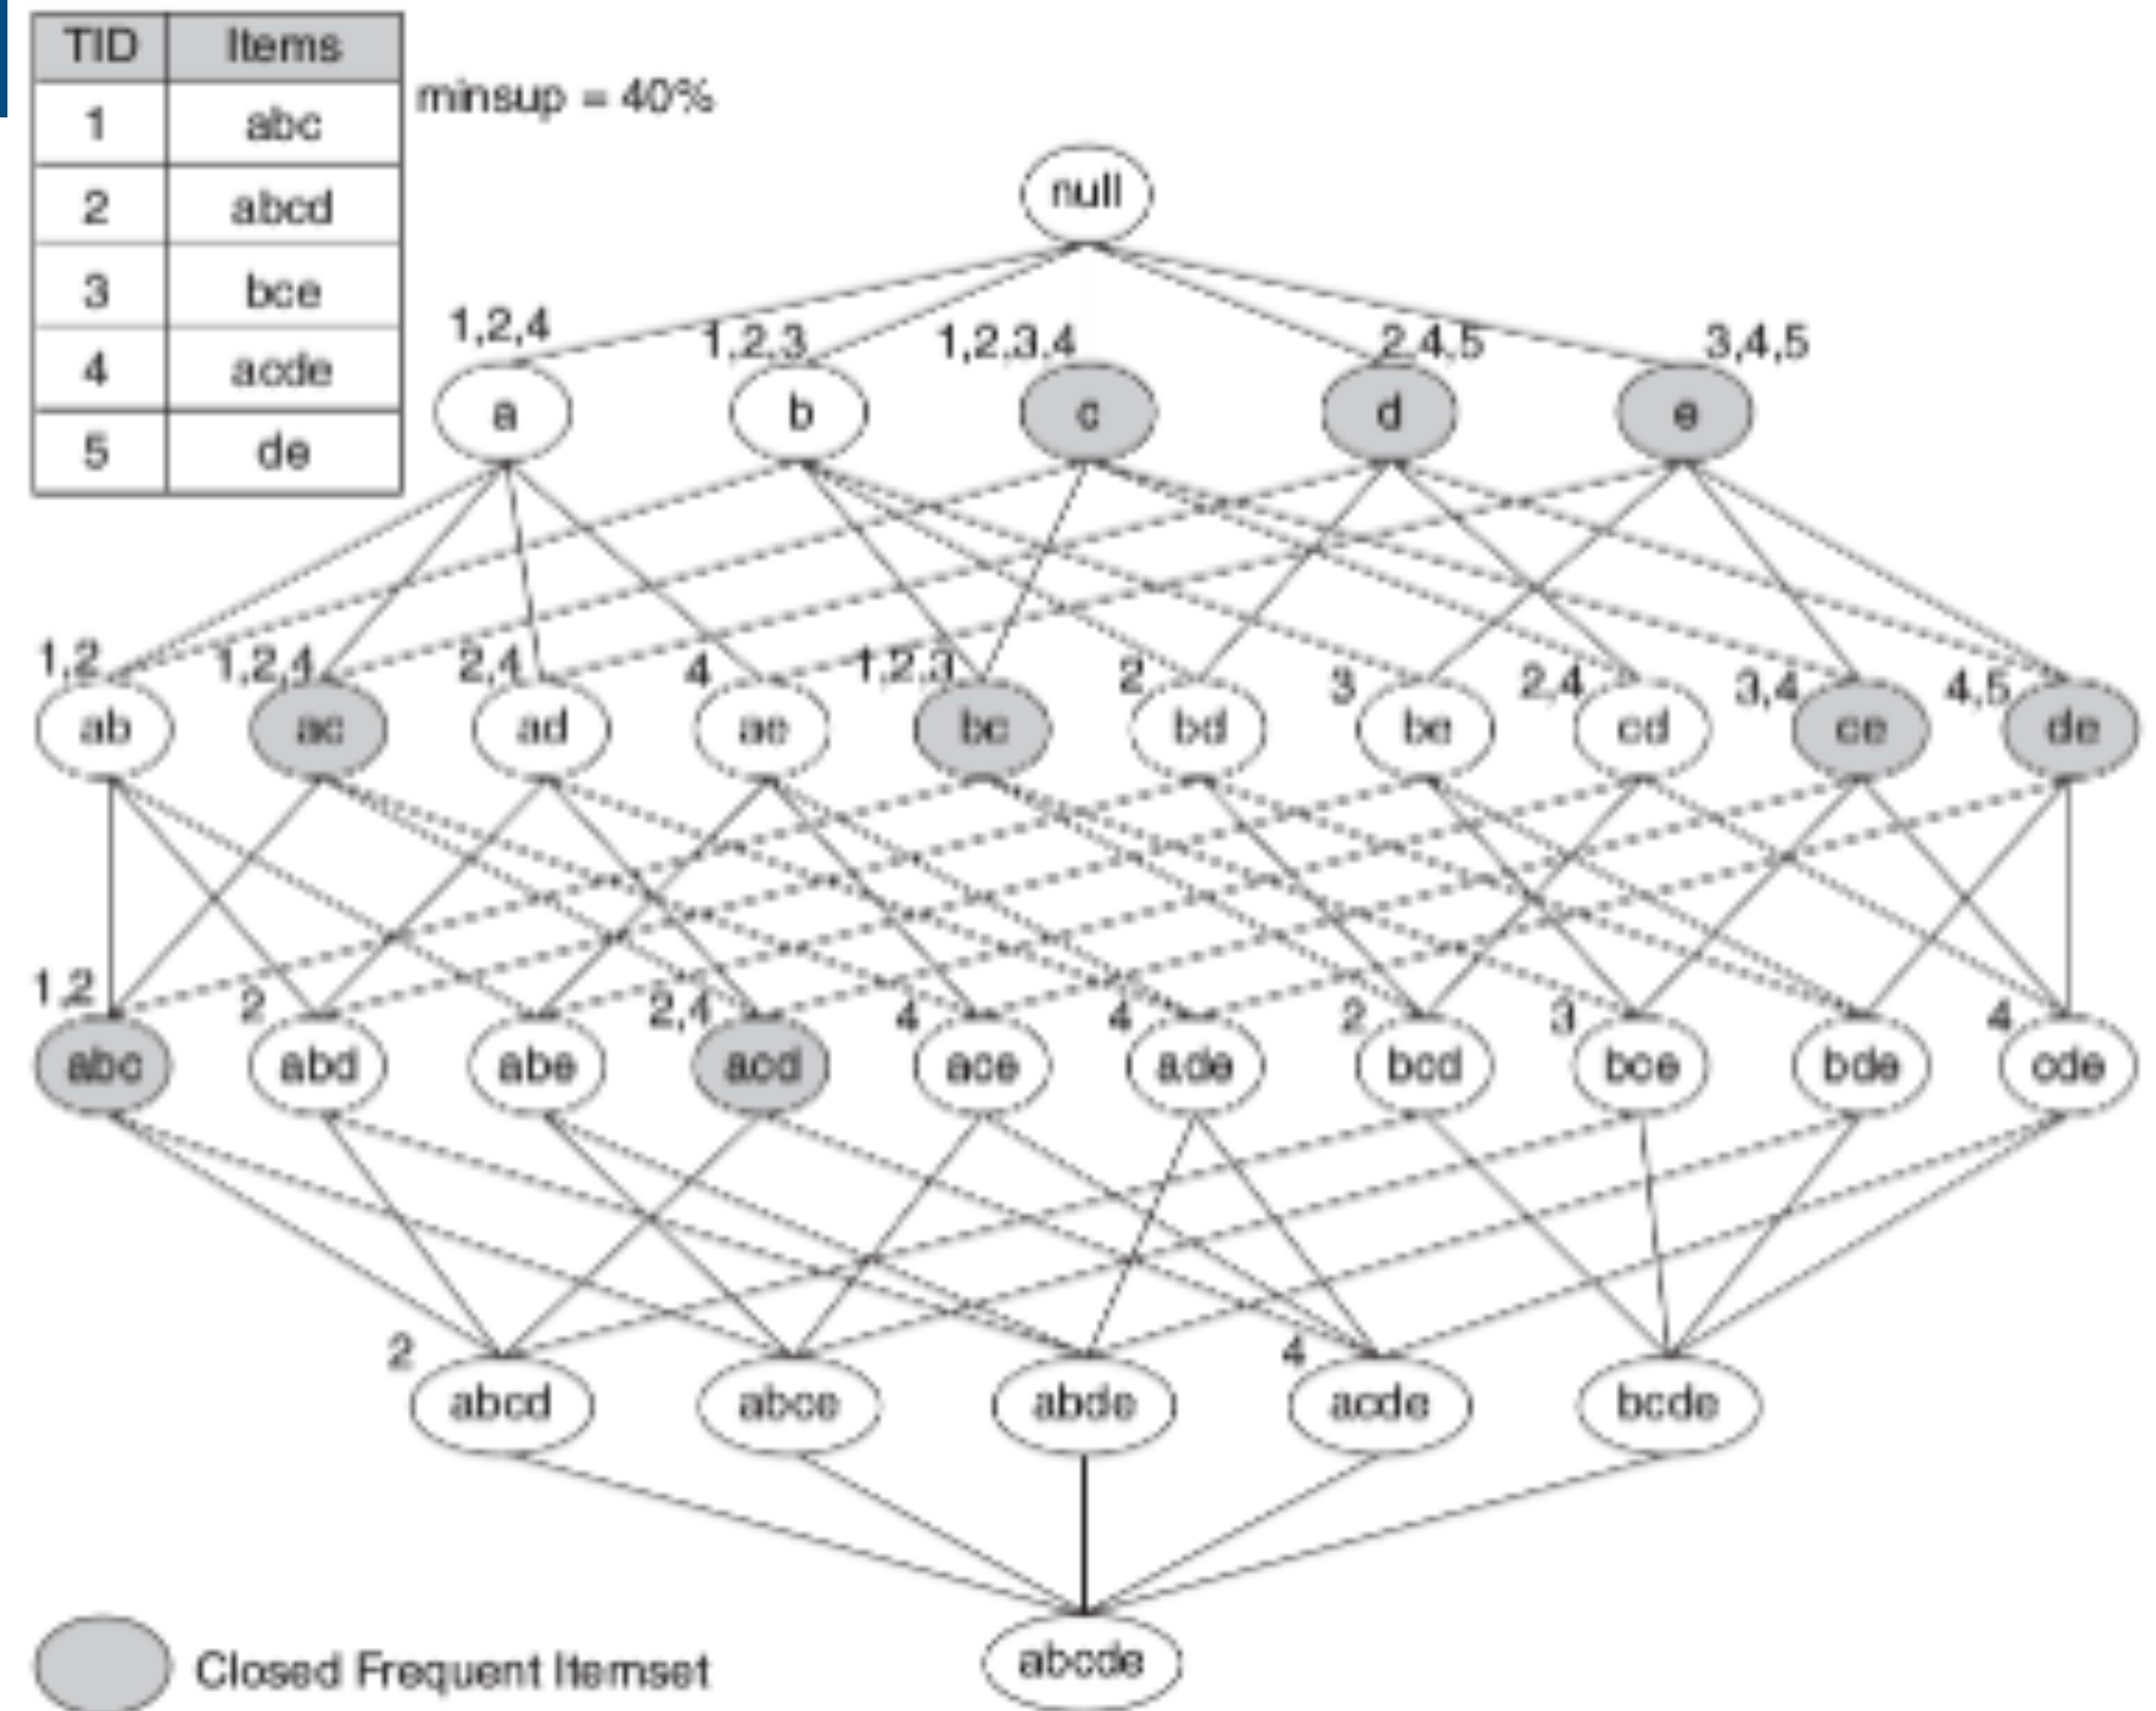 TID Items
1 abc
2 abcd
3 bce
4 acde
5 de
minsup = 40%
null
1,2,4 1,2,3 1,2,3,4 2,4,5 3,4,5
a b c d e
1,2 1,2,4 2,4 4 1,2,3 2 3 2,4 3,4 4,5
ab ac ad ae bc bd be cd ce de
1,2 2 2,4 4 4 2 3 4
abc abd abe acd ace ade bcd bce bde cde
2 4
abcd abce abde acde bcde
abcde
Closed Frequent Itemset